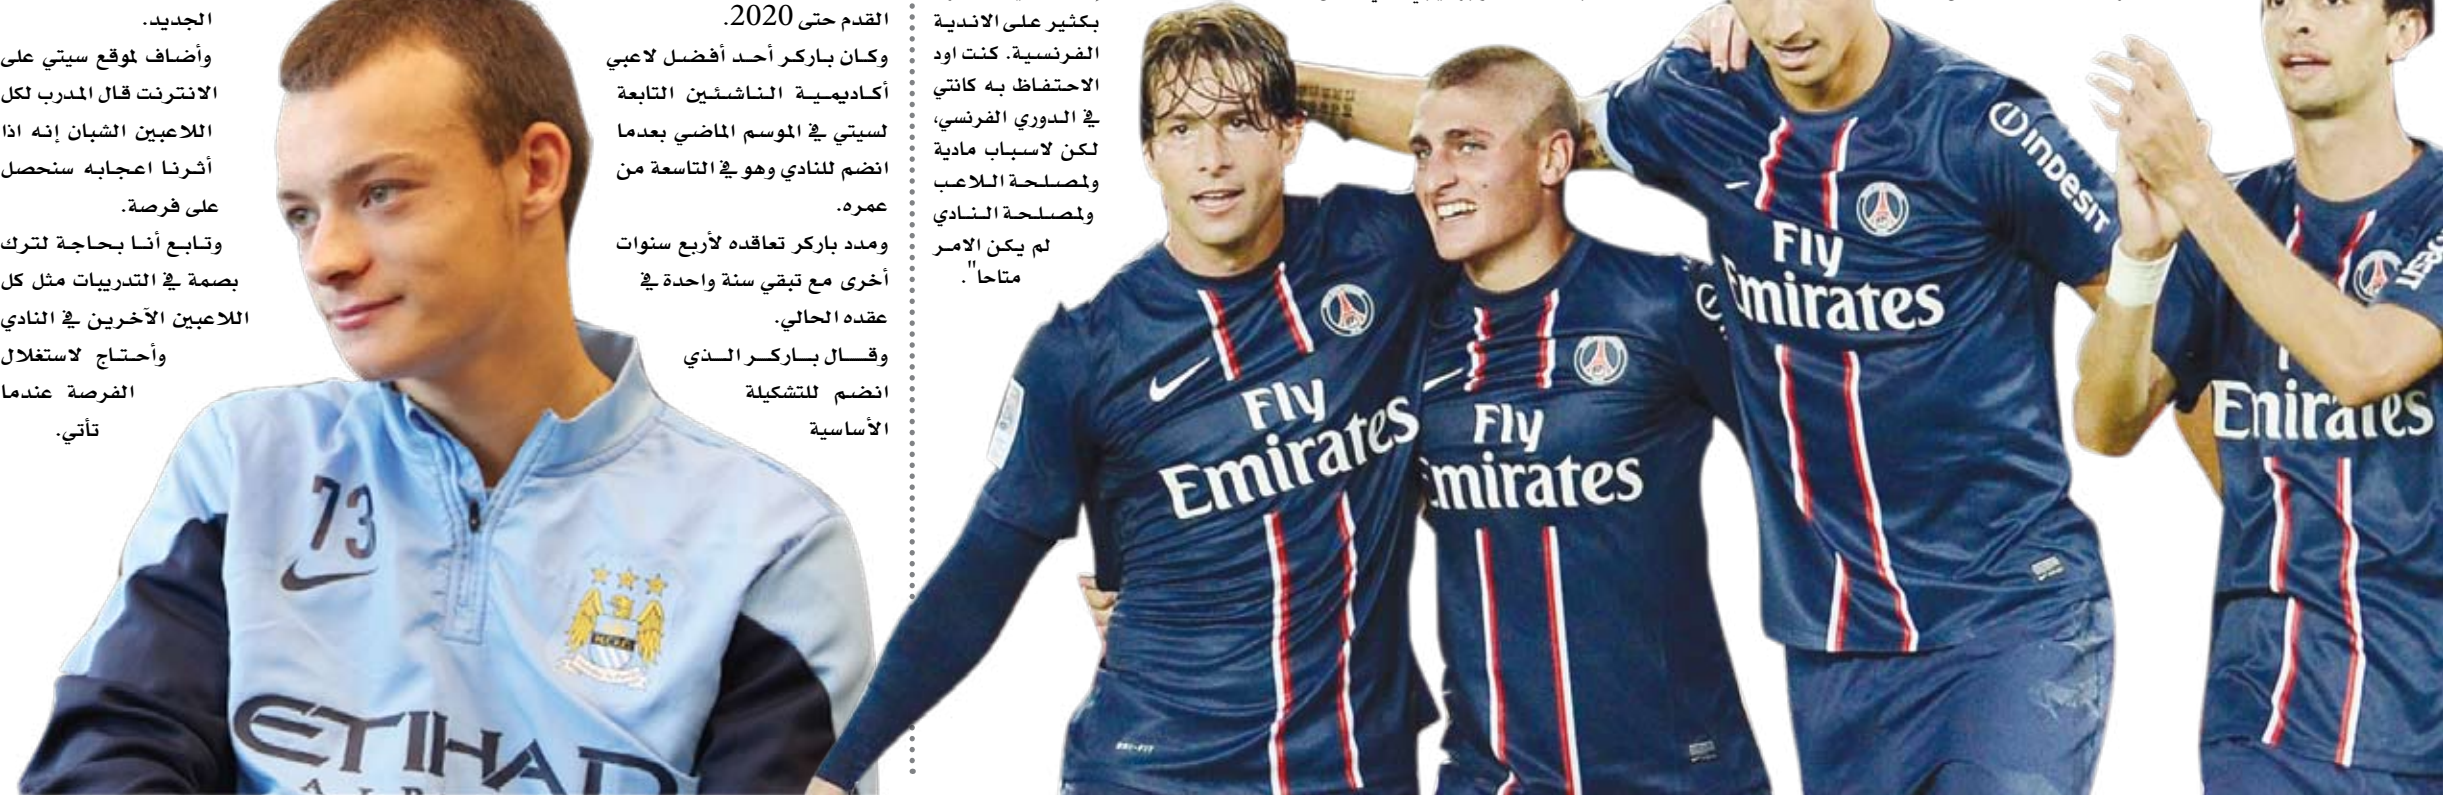 بكثير على الاندية
الفرنسية. كنت اود
الاحتفاظ به كانتي
في الدوري الفرنسي،
لكن لاسباب مادية
ولمصلحة اللاعب
ولمصلحة النادي
لم يكن الامر
متاحا".
القدم حتى 2020.
وكان باركر أحد أفضل لاعبي
أكاديمية الناشئين التابعة
لسيتي في الموسم الماضي بعدما
انضم للنادي وهو في التاسعة من
عمره.
ومدد باركر تعاقده لأربع سنوات
أخرى مع تبقي سنة واحدة في
عقده الحالي.
وقال باركر الذي
انضم للتشكيلة
الأساسية
الجديد.
وأضاف لموقع سيتي على
الانترنت قال المدرب لكل
اللاعبين الشبان إنه اذا
أثرنا اعجابه سنحصل
على فرصة.
وتابع أنا بحاجة لترك
بصمة في التدريبات مثل كل
اللاعبين الآخرين في النادي
وأحتاج لاستغلال
الفرصة عندما
تأتي.
Fly
Emirates
Fly
Emirates
Fly
Emirates
INDESIT
Emirates
73
ETIHAD